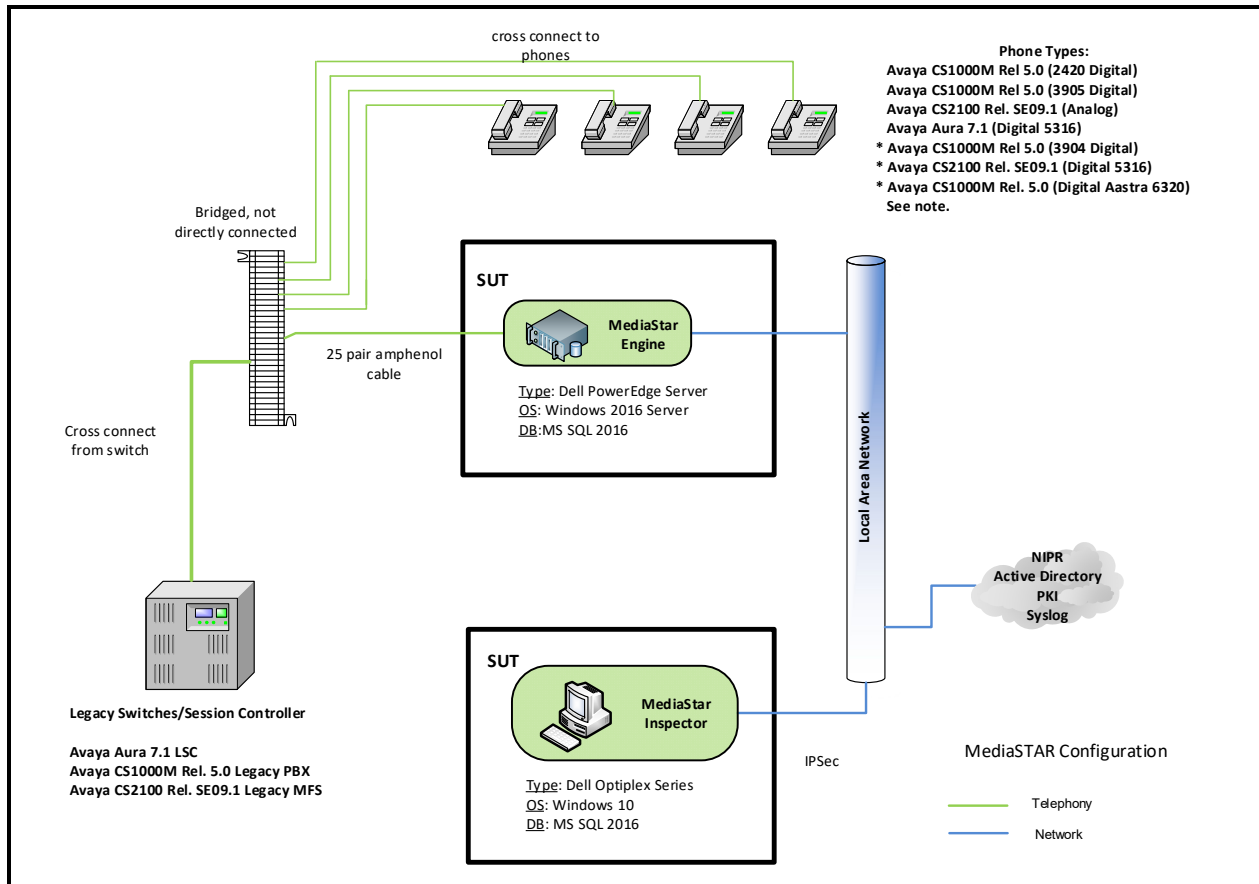 cross connect to
phones
Phone Types:
Avaya CS1000M Rel 5.0 (2420 Digital)
Avaya CS1000M Rel 5.0 (3905 Digital)
Avaya CS2100 Rel. SE09.1 (Analog)
Avaya Aura 7.1 (Digital 5316)
* Avaya CS1000M Rel 5.0 (3904 Digital)
* Avaya CS2100 Rel. SE09.1 (Digital 5316)
* Avaya CS1000M Rel. 5.0 (Digital Aastra 6320)
See note.
Bridged, not
directly connected
SUT
MediaStar
Engine
25 pair amphenol
cable
Type: Dell PowerEdge Server
OS: Windows 2016 Server
DB:MS SQL 2016
Cross connect
from switch
Local Area Network
NIPR
Active Directory
PKI
Syslog
SUT
MediaStar
Inspector
Legacy Switches/Session Controller
Avaya Aura 7.1 LSC
Avaya CS1000M Rel. 5.0 Legacy PBX
Avaya CS2100 Rel. SE09.1 Legacy MFS
Type: Dell Optiplex Series
OS: Windows 10
DB: MS SQL 2016
IPSec
MediaSTAR Configuration
Telephony
Network